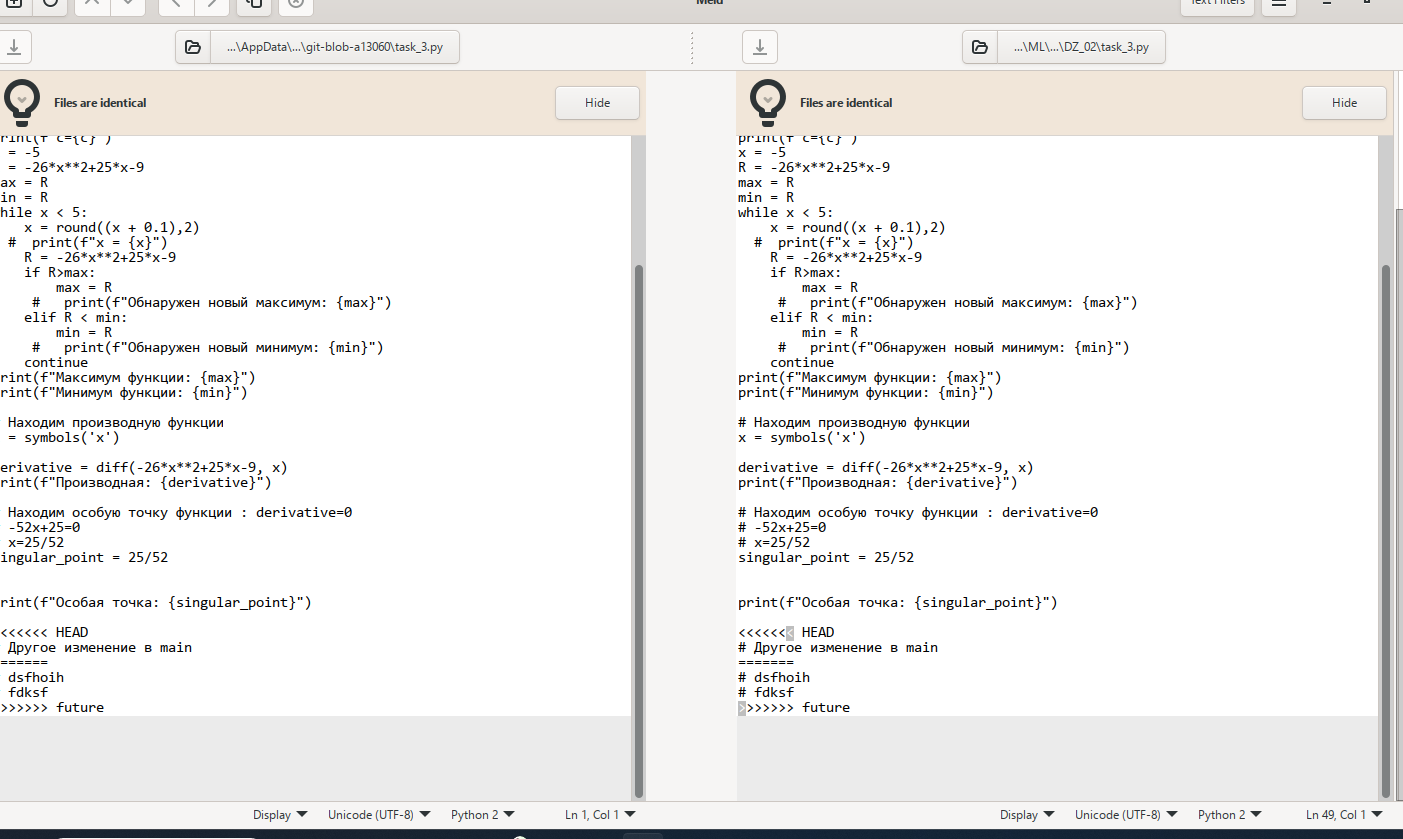 Meld
Text Filters
...\AppData\...\git-blob-a13060\task_3.py
...\ML\...\DZ_02\task_3.py
Files are identical
Hide
Files are identical
Hide
rint(f"c={c}")
= -5
= -26*x**2+25*x-9
ax = R
in = R
hile x < 5:
x = round((x + 0.1),2)
# print(f"x = {x}")
R = -26*x**2+25*x-9
if R>max:
max = R
# print(f"Обнаружен новый максимум: {max}")
elif R < min:
min = R
# print(f"Обнаружен новый минимум: {min}")
continue
rint(f"Максимум функции: {max}")
rint(f"Минимум функции: {min}")
Находим производную функции
= symbols('x')
erivative = diff(-26*x**2+25*x-9, x)
rint(f"Производная: {derivative}")
Находим особую точку функции : derivative=0
-52x+25=0
x=25/52
ingular_point = 25/52
rint(f"Особая точка: {singular_point}")
<<<<<< HEAD
Другое изменение в main
======
dsfhoih
fdksf
>>>>>> future
print(f"c={c}")
x = -5
R = -26*x**2+25*x-9
max = R
min = R
while x < 5:
x = round((x + 0.1),2)
# print(f"x = {x}")
R = -26*x**2+25*x-9
if R>max:
max = R
# print(f"Обнаружен новый максимум: {max}")
elif R < min:
min = R
# print(f"Обнаружен новый минимум: {min}")
continue
print(f"Максимум функции: {max}")
print(f"Минимум функции: {min}")
# Находим производную функции
x = symbols('x')
derivative = diff(-26*x**2+25*x-9, x)
print(f"Производная: {derivative}")
# Находим особую точку функции : derivative=0
# -52x+25=0
# x=25/52
singular_point = 25/52
print(f"Особая точка: {singular_point}")
<<<<<<< HEAD
# Другое изменение в main
=======
# dsfhoih
# fdksf
>>>>>>> future
Display Unicode (UTF-8) Python 2 Ln 1, Col 1
Display Unicode (UTF-8) Python 2 Ln 49, Col 1